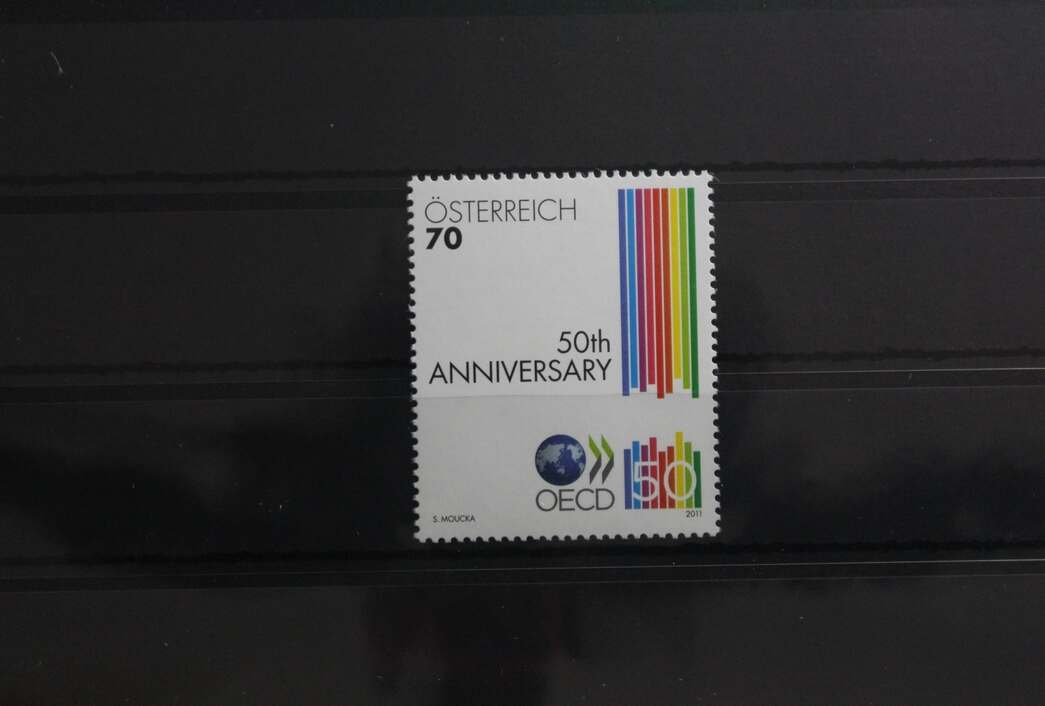 ÖSTERREICH
70
50th
ANNIVERSARY
OECD
50
S. MOUCKA
2011